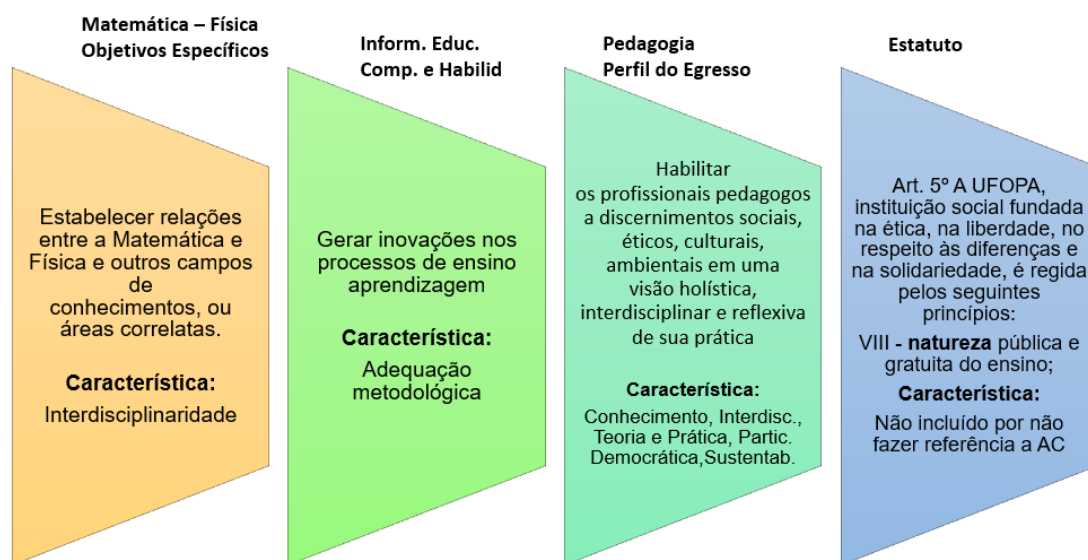 Matemática – Física
Objetivos Específicos
Estabelecer relações
entre a Matemática e
Física e outros campos
de
conhecimentos, ou
áreas correlatas.
Característica:
Interdisciplinaridade
Inform. Educ.
Comp. e Habilid
Gerar inovações nos
processos de ensino
aprendizagem
Característica:
Adequação
metodológica
Pedagogia
Perfil do Egresso
Habilitar
os profissionais pedagogos
a discernimentos sociais,
éticos, culturais,
ambientais em uma
visão holística,
interdisciplinar e reflexiva
de sua prática
Característica:
Conhecimento, Interdisc.,
Teoria e Prática, Partic.
Democrática,Sustentab.
Estatuto
Art. 5º A UFOPA,
instituição social fundada
na ética, na liberdade, no
respeito às diferenças e
na solidariedade, é regida
pelos seguintes
princípios:
VIII - natureza pública e
gratuita do ensino;
Característica:
Não incluído por não
fazer referência a AC